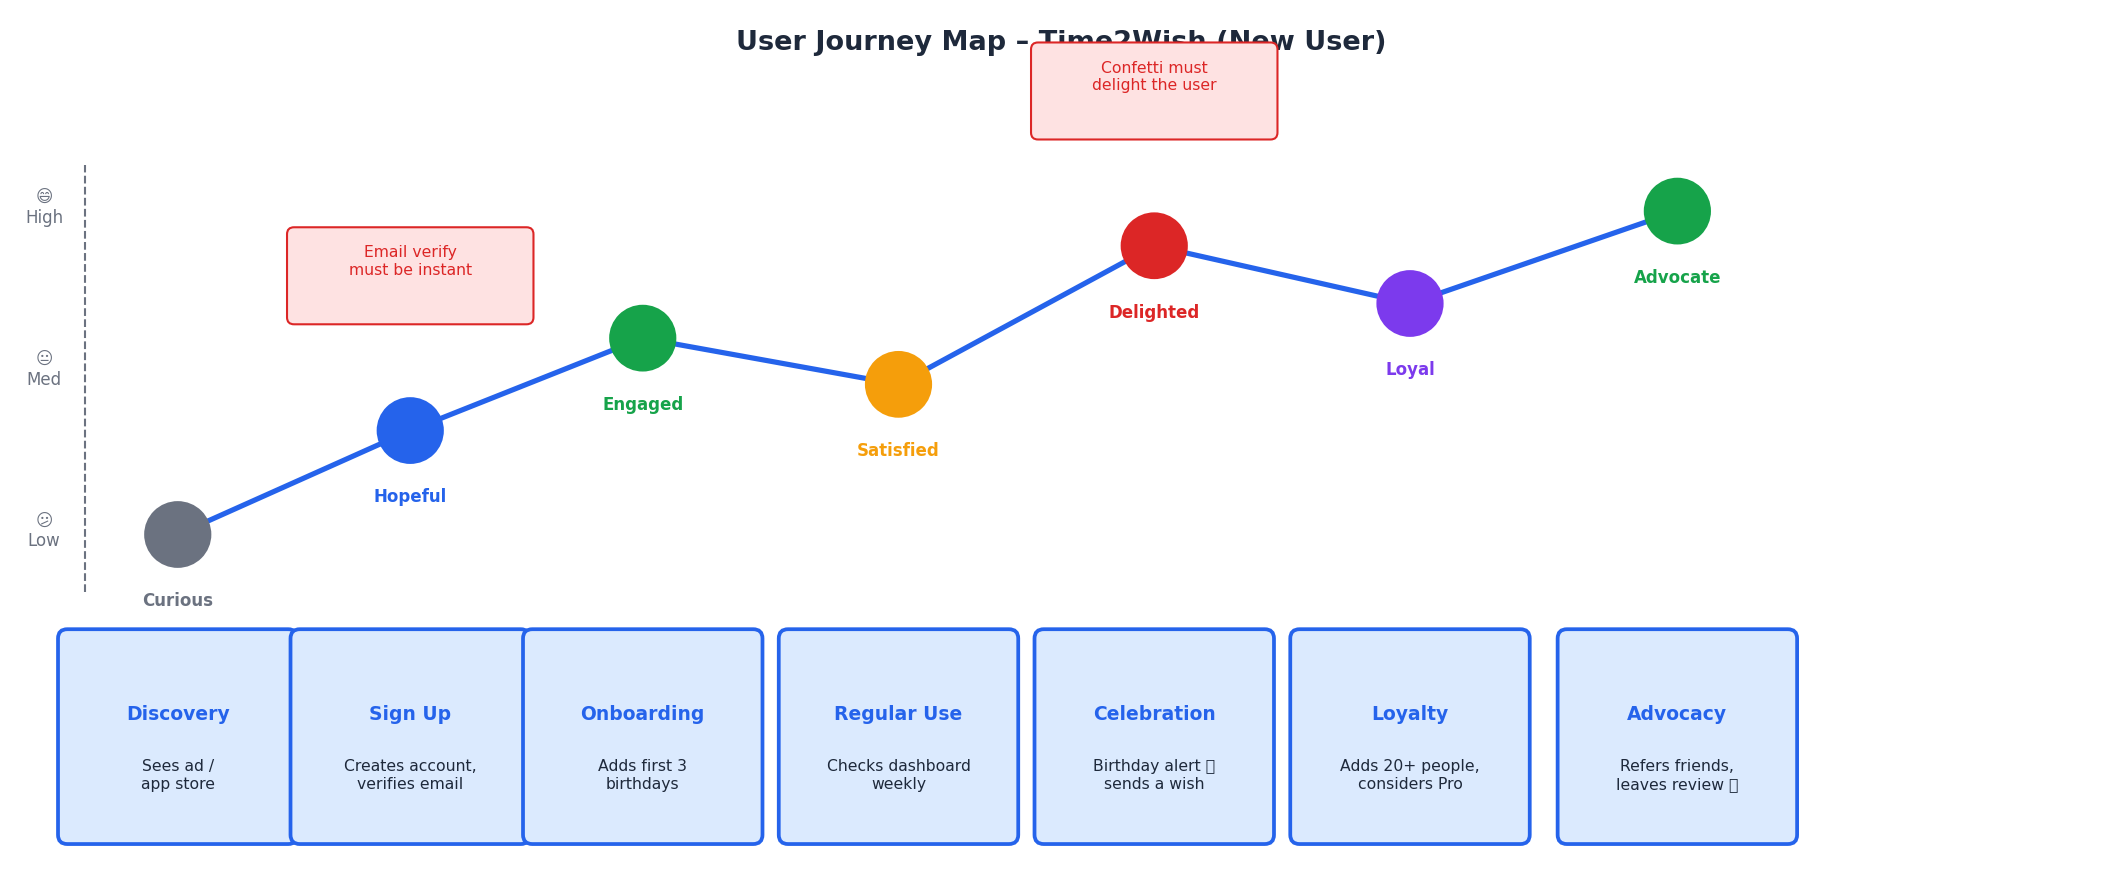 User Journey Map – Time2Wish (New User)
Confetti must
delight the user
😄
High
Email verify
must be instant
😐
Med
😕
Low
Advocate
Delighted
Loyal
Engaged
Satisfied
Hopeful
Curious
Discovery
Sees ad /
app store
Sign Up
Creates account,
verifies email
Onboarding
Adds first 3
birthdays
Regular Use
Checks dashboard
weekly
Celebration
Birthday alert
sends a wish
Loyalty
Adds 20+ people,
considers Pro
Advocacy
Refers friends,
leaves review